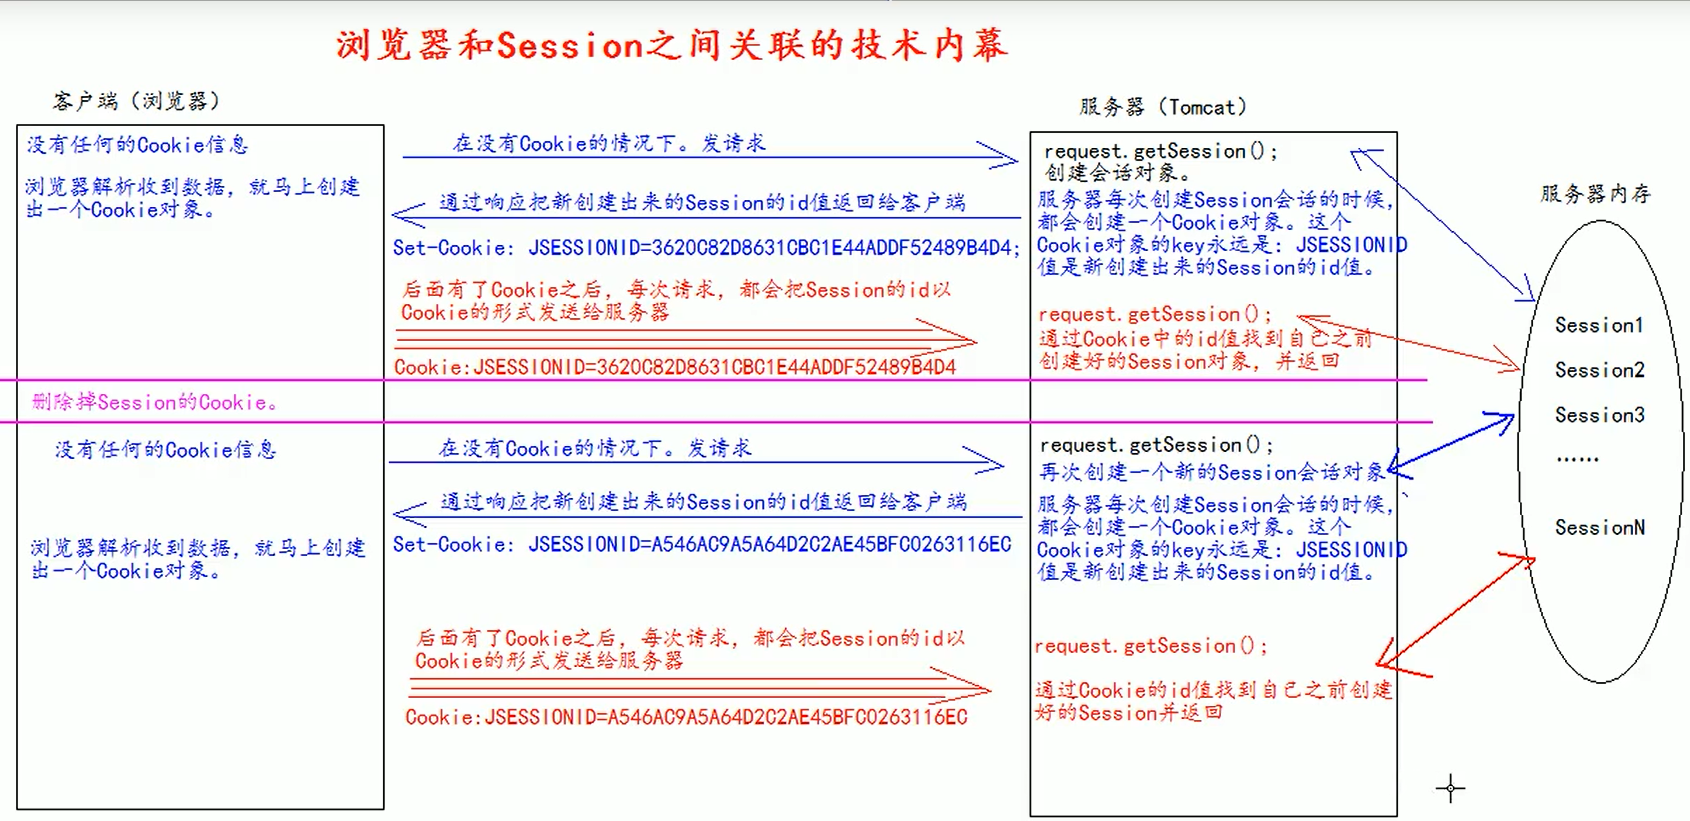 浏览器和Session之间关联的技术内幕
客户端（浏览器）
没有任何的Cookie信息
浏览器解析收到数据，就马上创建
出一个Cookie对象。
在没有Cookie的情况下。发请求
通过响应把新创建出来的Session的id值返回给客户端
Set-Cookie: JSESSIONID=3620C82D8631CBC1E44ADDF52489B4D4;
后面有了Cookie之后，每次请求，都会把Session的id以
Cookie的形式发送给服务器
Cookie:JSESSIONID=3620C82D8631CBC1E44ADDF52489B4D4
服务器（Tomcat）
request.getSession();
创建会话对象。
服务器每次创建Session会话的时候，
都会创建一个Cookie对象。这个
Cookie对象的key永远是：JSESSIONID
值是新创建出来的Session的id值。
request.getSession();
通过Cookie中的id值找到自己之前
创建好的Session对象，并返回
服务器内存
Session1
Session2
Session3
......
SessionN
删除掉Session的Cookie。
没有任何的Cookie信息
浏览器解析收到数据，就马上创建
出一个Cookie对象。
在没有Cookie的情况下。发请求
通过响应把新创建出来的Session的id值返回给客户端
Set-Cookie: JSESSIONID=A546AC9A5A64D2C2AE45BFC0263116EC
后面有了Cookie之后，每次请求，都会把Session的id以
Cookie的形式发送给服务器
Cookie:JSESSIONID=A546AC9A5A64D2C2AE45BFC0263116EC
request.getSession();
再次创建一个新的Session会话对象
服务器每次创建Session会话的时候，
都会创建一个Cookie对象。这个
Cookie对象的key永远是：JSESSIONID
值是新创建出来的Session的id值。
request.getSession();
通过Cookie的id值找到自己之前创建
好的Session并返回